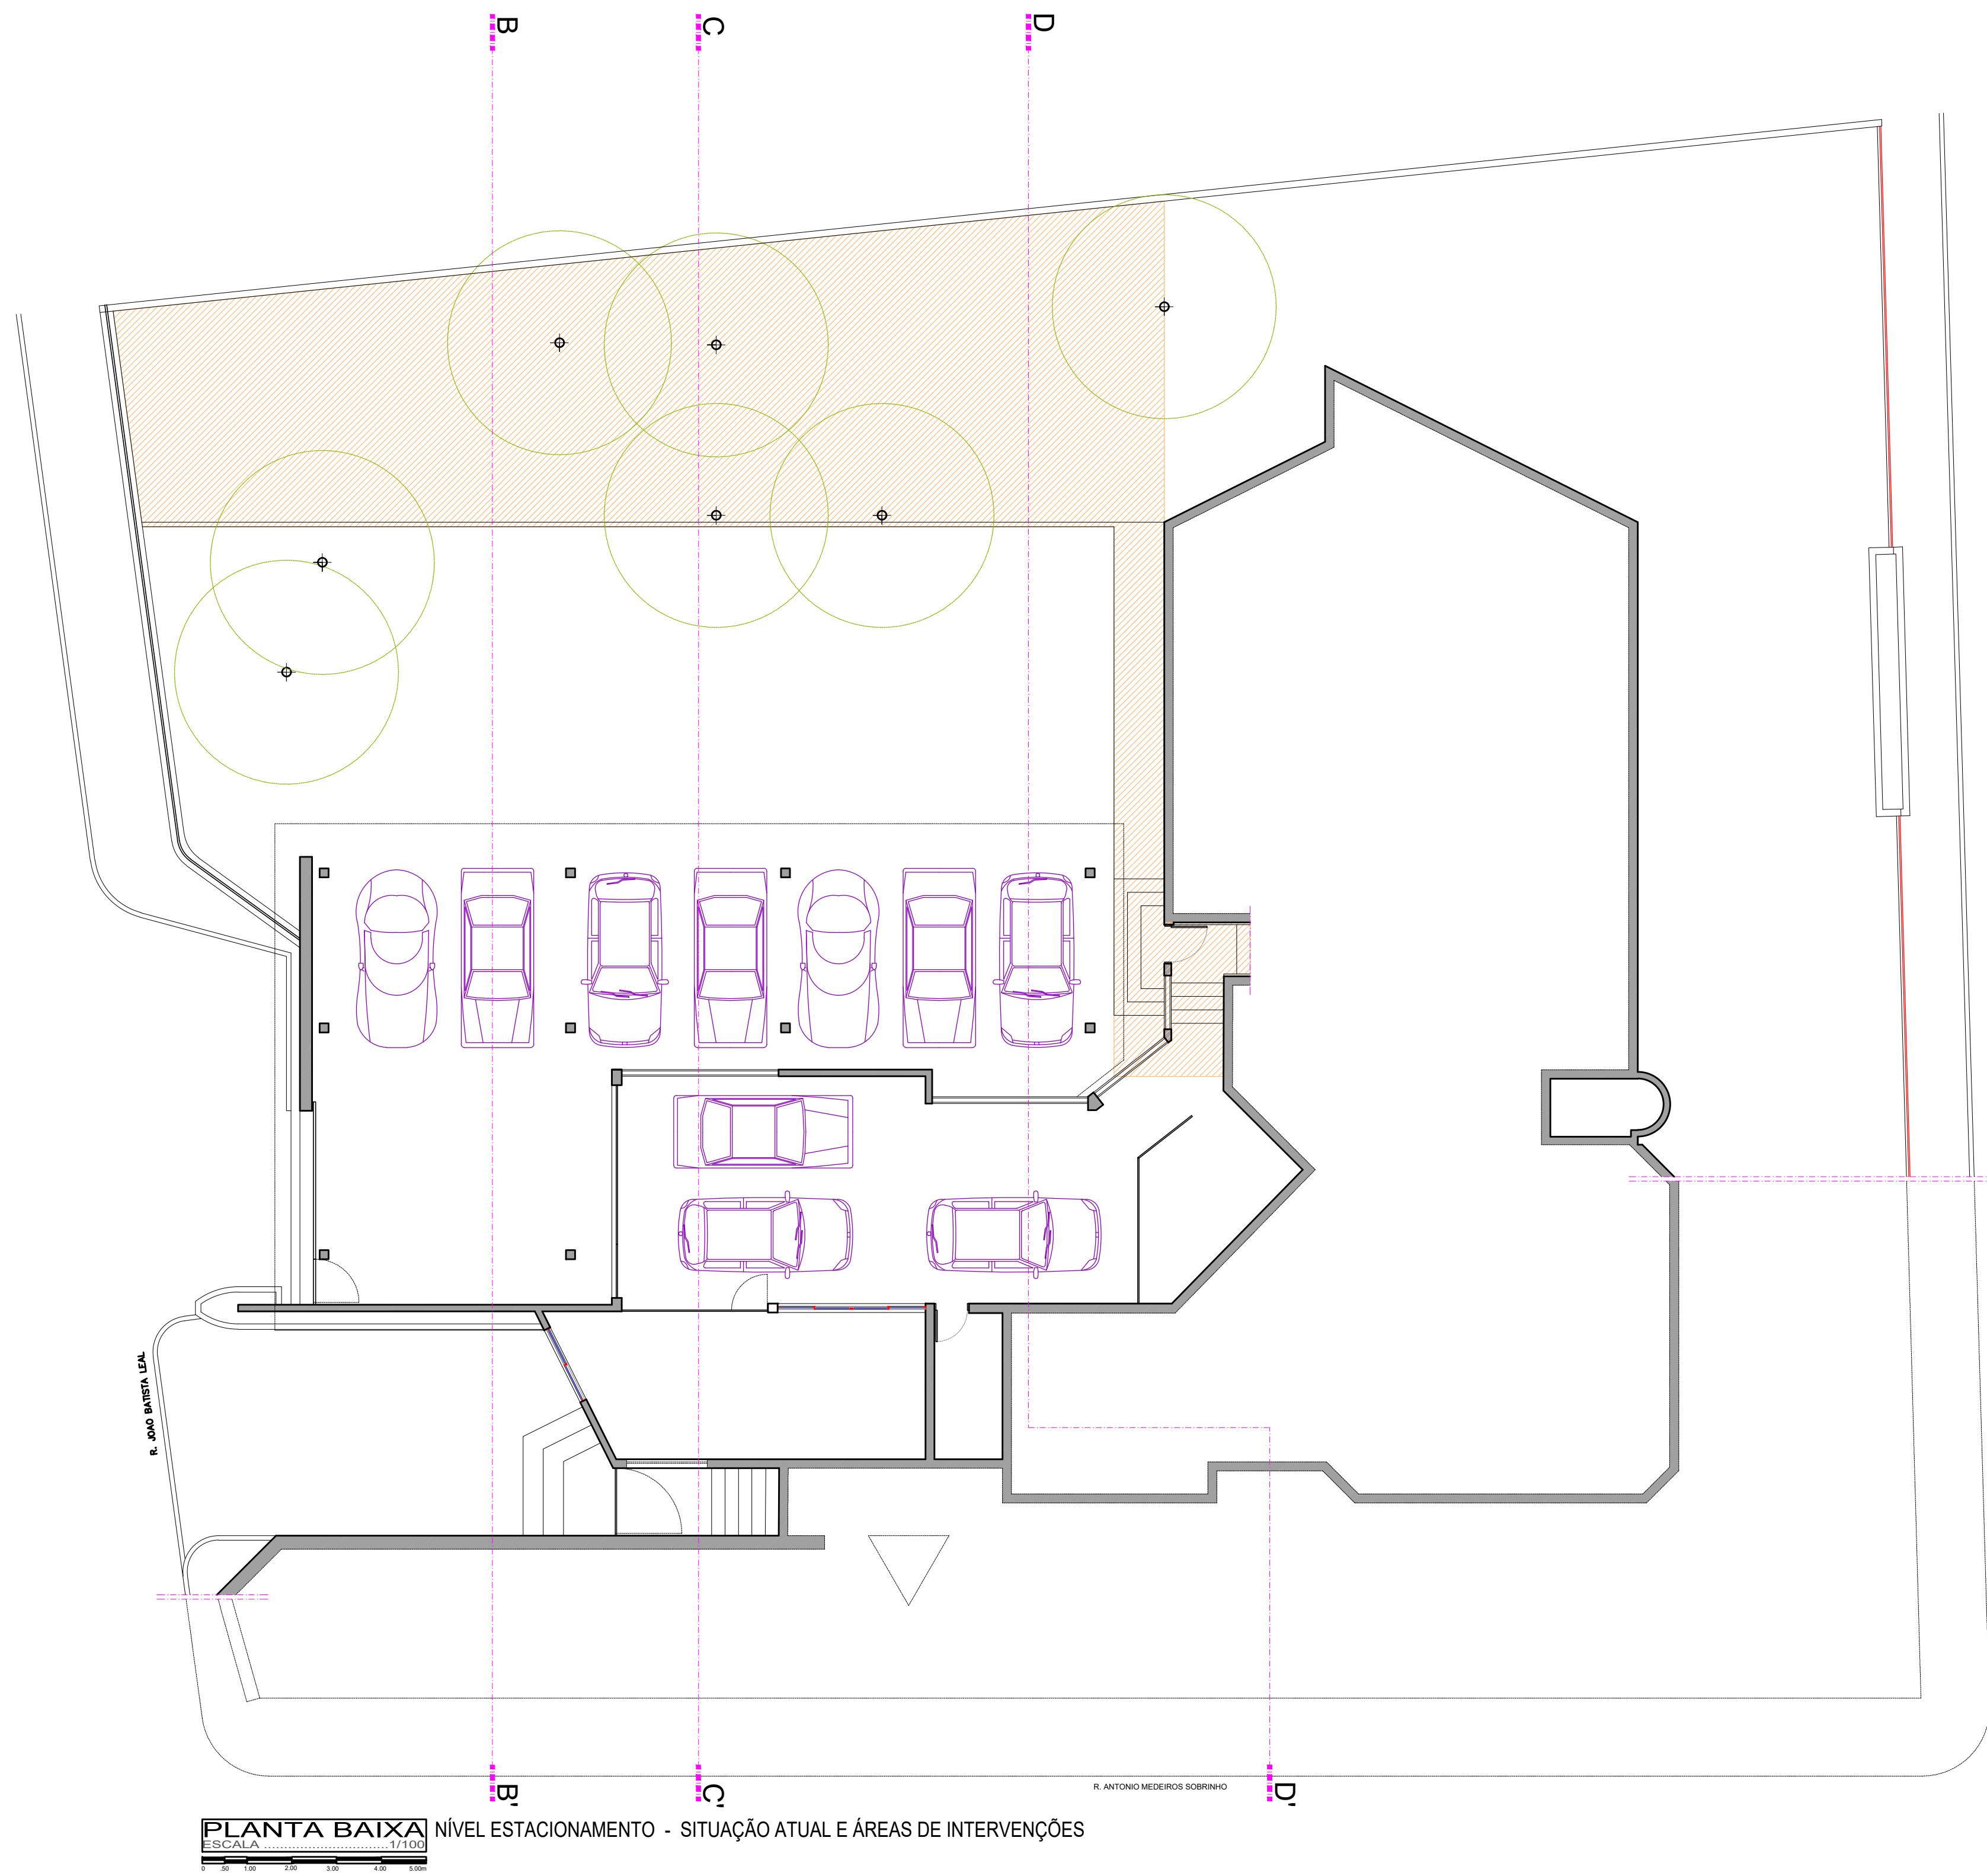 B
C
D
R. JOAO BATISTA LEAL
R. ANTONIO MEDEIROS SOBRINHO
B'
C'
D'
PLANTA BAIXA
ESCALA ..............................1/100
NÍVEL ESTACIONAMENTO - SITUAÇÃO ATUAL E ÁREAS DE INTERVENÇÕES
0 .50 1.00 2.00 3.00 4.00 5.00m